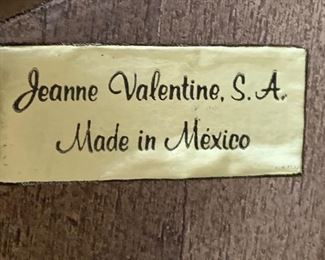 Jeanne Valentine, S.A.
Made in México